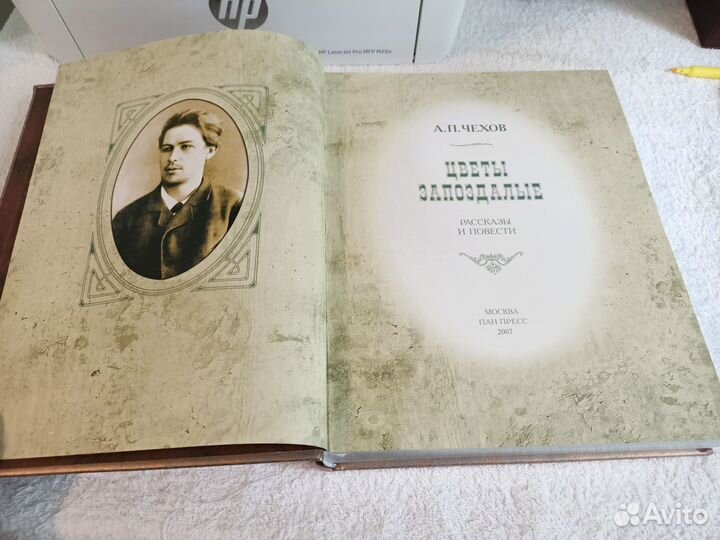 hp
HP LaserJet Pro MFP M28a
А.П.ЧЕХОВ
ЦВЕТЫ
ЗАПОЗДАЛЫЕ
РАССКАЗЫ
И ПОВЕСТИ
МОСКВА
ПАН ПРЕСС
2007
Avito